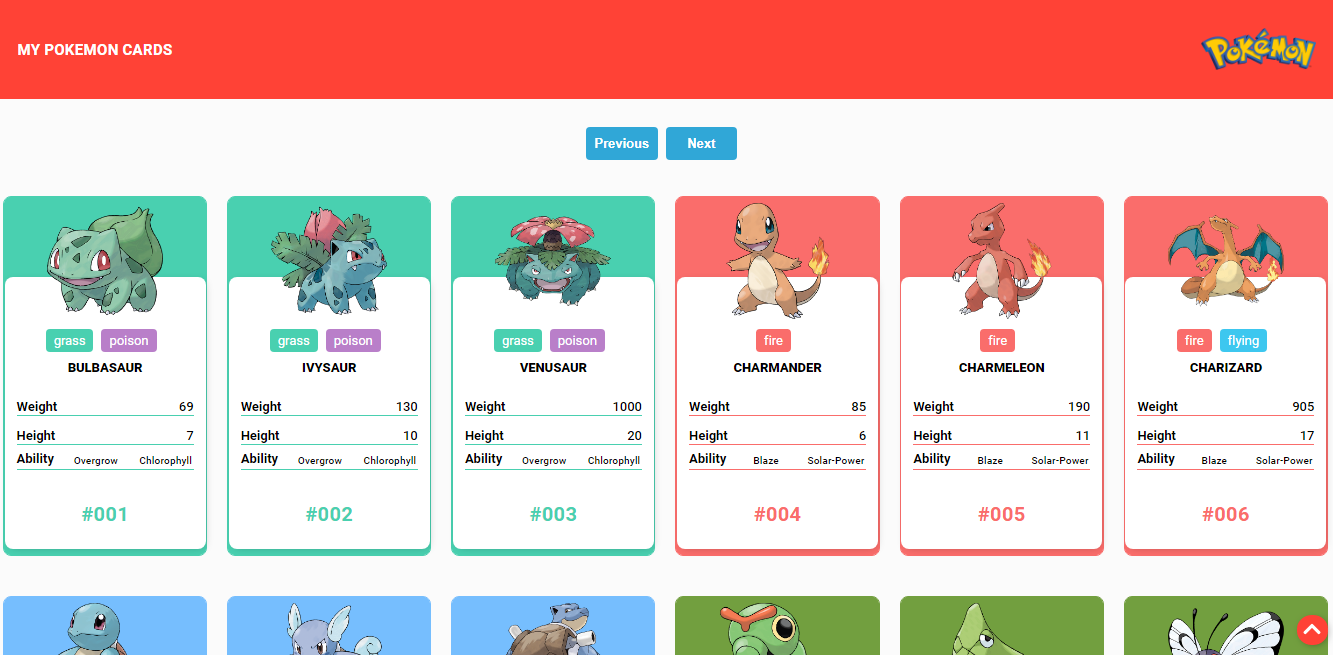 MY POKEMON CARDS
POKéMON
Previous Next
grass poison
BULBASAUR
Weight 69
Height 7
Ability Overgrow Chlorophyll
#001
grass poison
IVYSAUR
Weight 130
Height 10
Ability Overgrow Chlorophyll
#002
grass poison
VENUSAUR
Weight 1000
Height 20
Ability Overgrow Chlorophyll
#003
fire
CHARMANDER
Weight 85
Height 6
Ability Blaze Solar-Power
#004
fire
CHARMELEON
Weight 190
Height 11
Ability Blaze Solar-Power
#005
fire flying
CHARIZARD
Weight 905
Height 17
Ability Blaze Solar-Power
#006